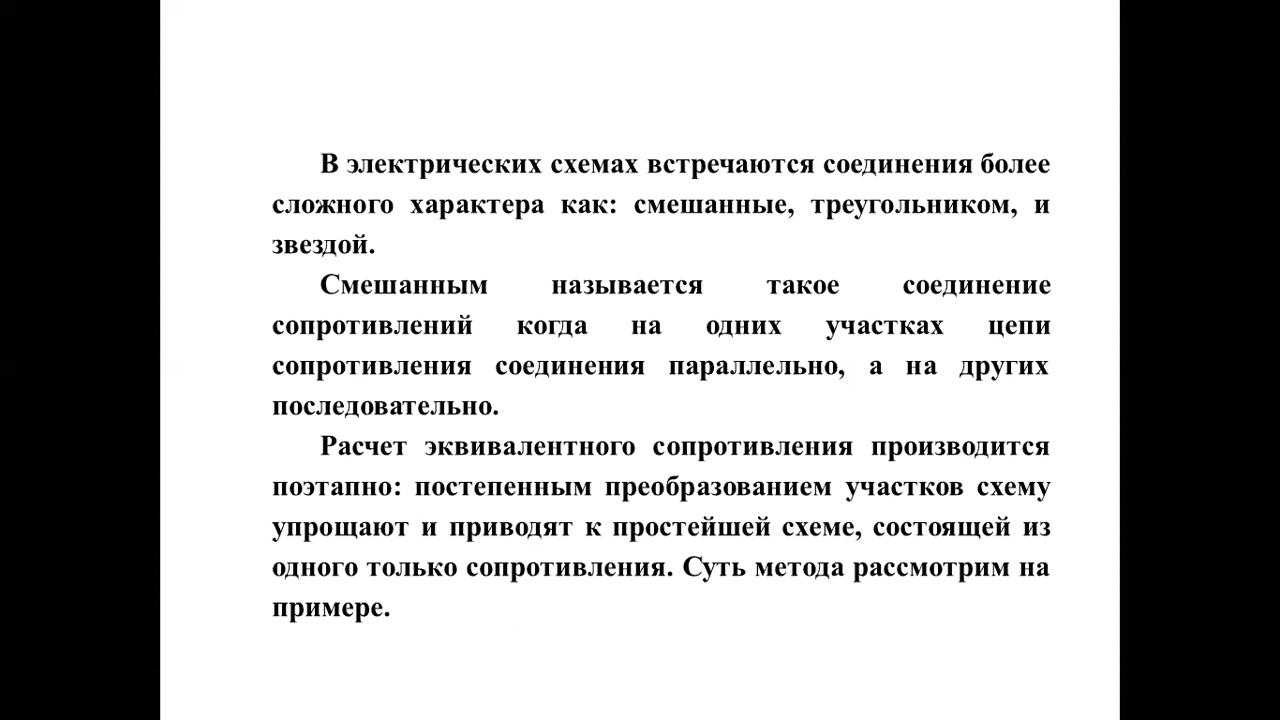 В электрических схемах встречаются соединения более
сложного характера как: смешанные, треугольником, и
звездой.
Смешанным называется такое соединение
сопротивлений когда на одних участках цепи
сопротивления соединения параллельно, а на других
последовательно.
Расчет эквивалентного сопротивления производится
поэтапно: постепенным преобразованием участков схему
упрощают и приводят к простейшей схеме, состоящей из
одного только сопротивления. Суть метода рассмотрим на
примере.